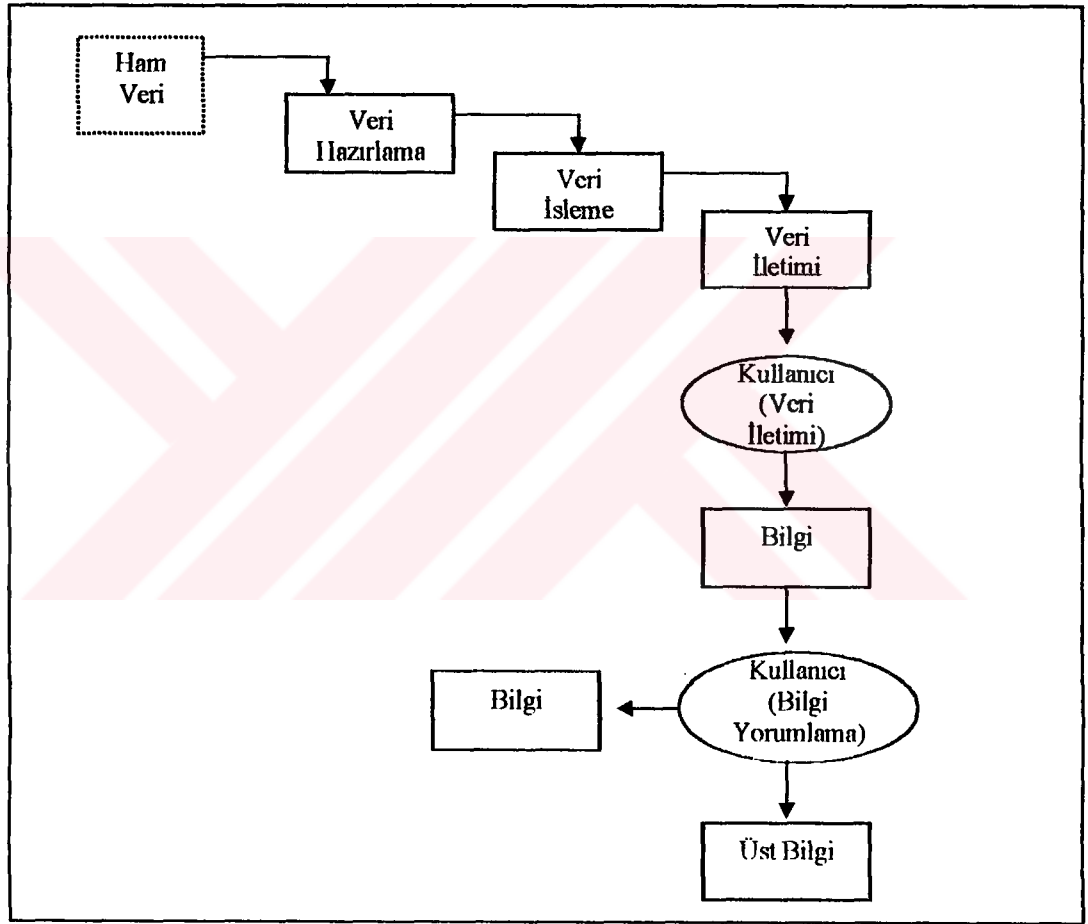 Ham
Veri
Veri
Hazırlama
Veri
İsleme
Veri
İletimi
Kullanıcı
(Veri
İletimi)
Bilgi
Kullanıcı
(Bilgi
Yorumlama)
Bilgi
Üst Bilgi